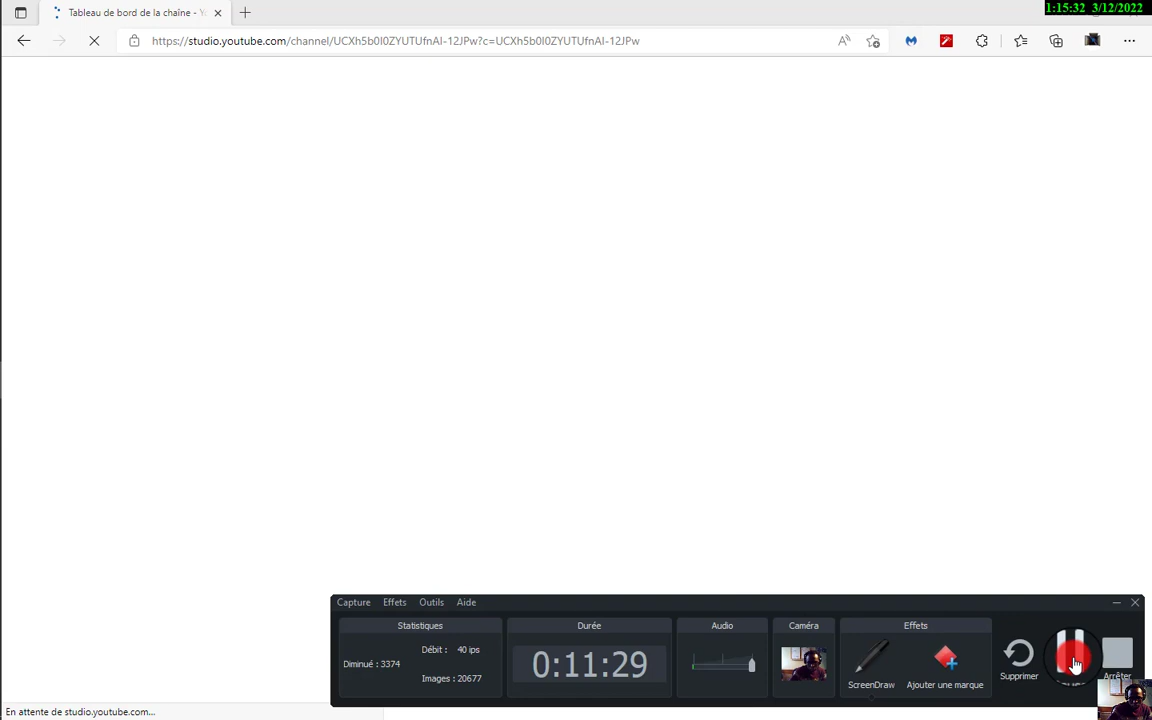 1:15:32 3/12/2022
Tableau de bord de la chaîne -
https://studio.youtube.com/channel/UCXh5b0I0ZYUTUfnAI-12JPw?c=UCXh5b0I0ZYUTUfnAI-12JPw
Capture Effets Outils Aide
Statistiques Durée Audio Caméra Effets
Débit : 40 ips
Diminué : 3374
Images : 20677
0:11:29
ScreenDraw Ajouter une marque Supprimer Arrêter
En attente de studio.youtube.com...